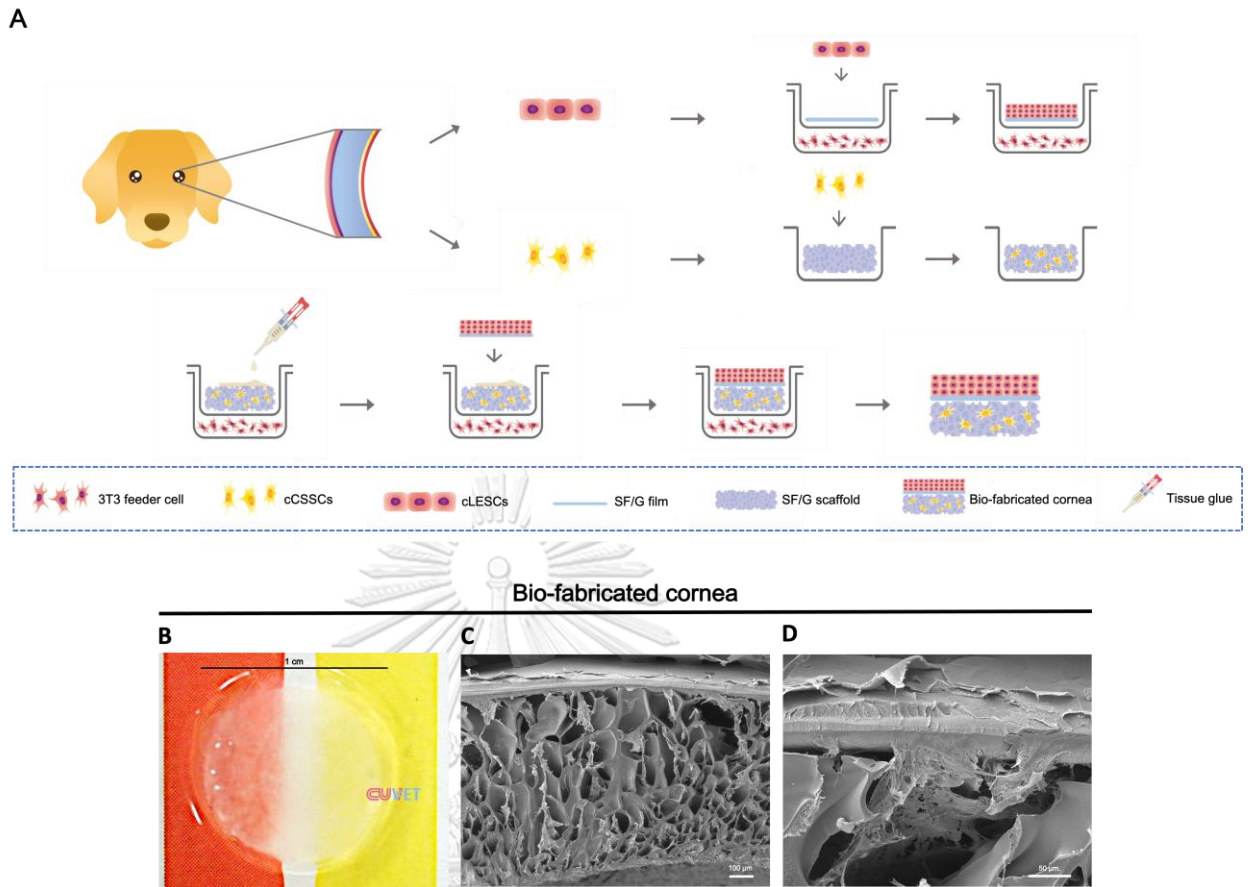 A
3T3 feeder cell
cCSSCs
cLESCs
SF/G film
SF/G scaffold
Bio-fabricated cornea
Tissue glue
Bio-fabricated cornea
B
C
D
1 cm
CUVET
100 µm
50 µm